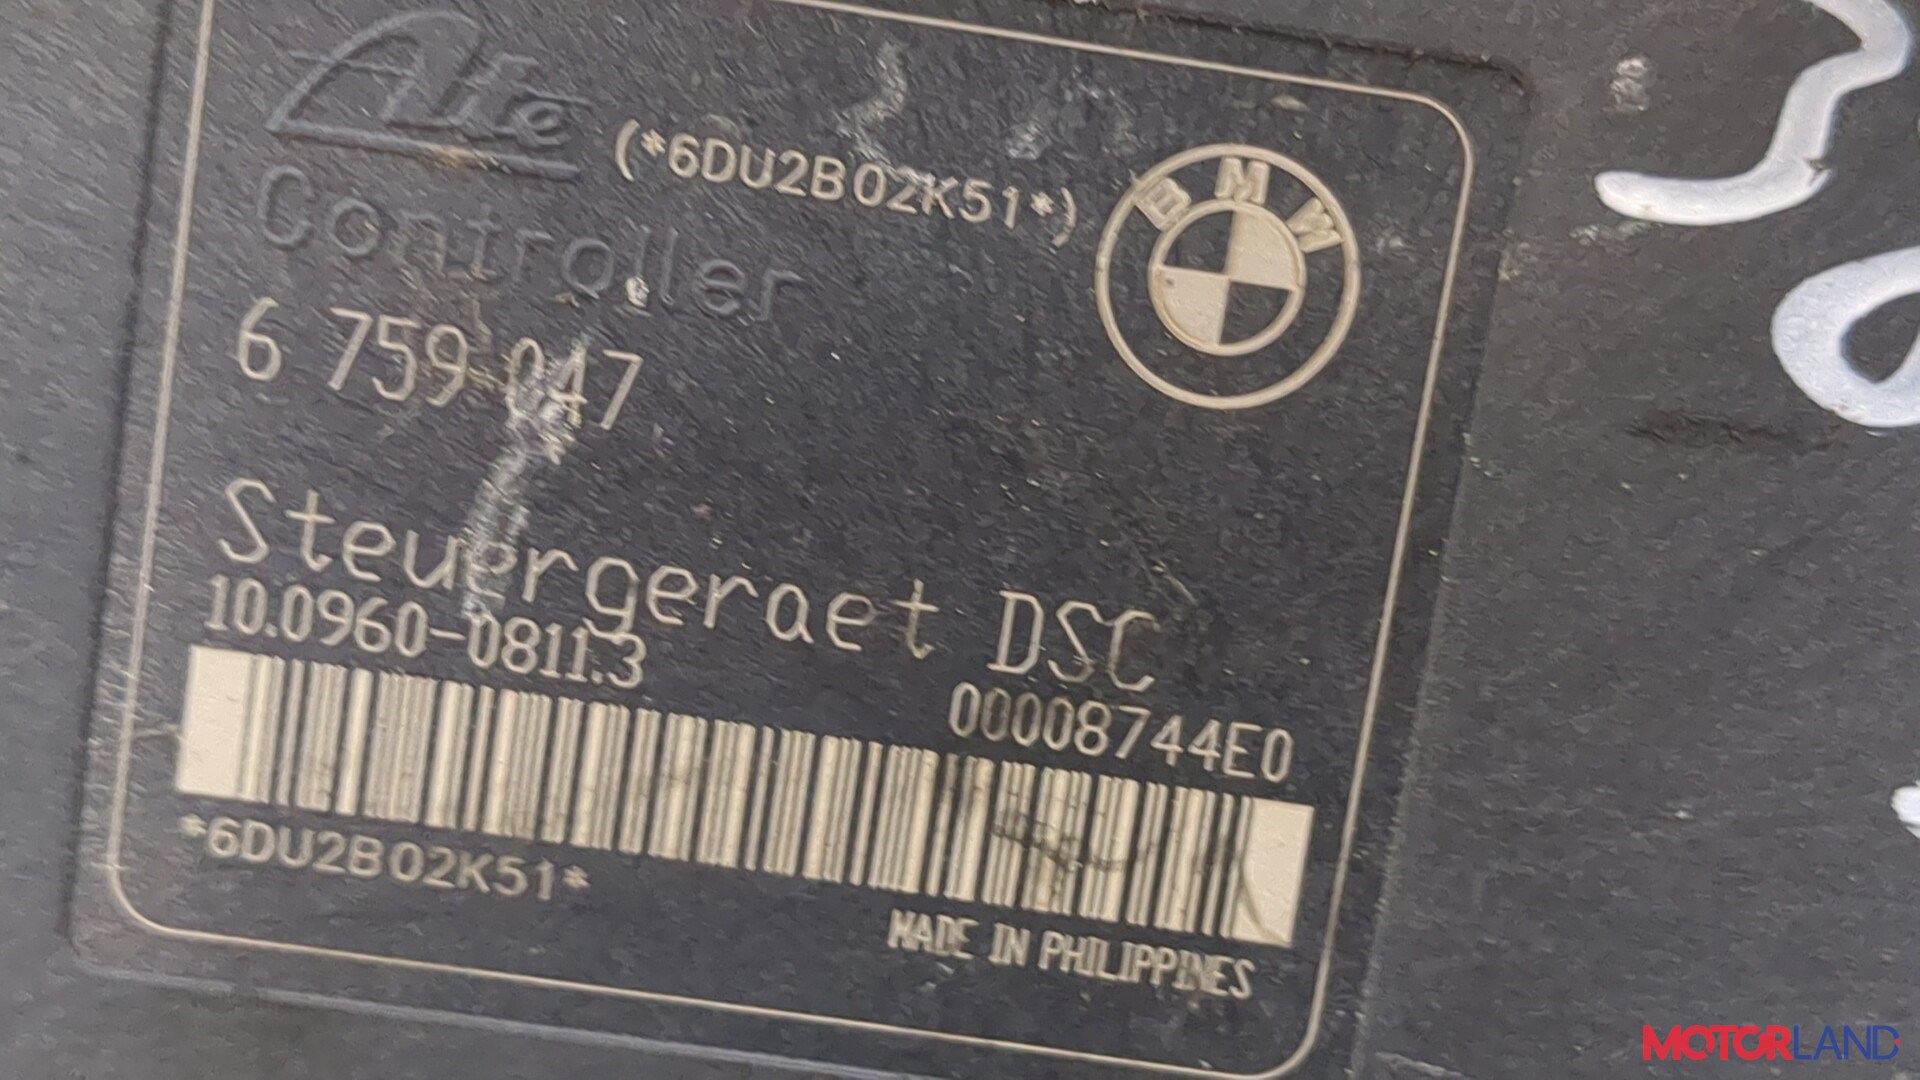 Ate
(*6DU2B02K51*)
BMW
Controller
6 759 047
Steuergeraet DSC
10.0960-0811.3
00008744E0
*6DU2B02K51*
MADE IN PHILIPPINES
MOTORLAND